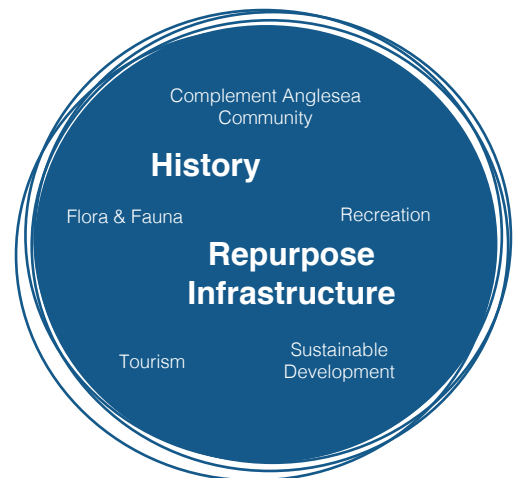 Complement Anglesea
Community
History
Flora & Fauna
Recreation
Repurpose
Infrastructure
Tourism
Sustainable
Development